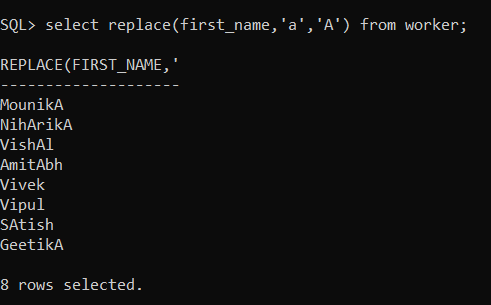 SQL> select replace(first_name,'a','A') from worker;
REPLACE(FIRST_NAME,'
--------------------
MounikA
NihArikA
VishAl
AmitAbh
Vivek
Vipul
SAtish
GeetikA
8 rows selected.